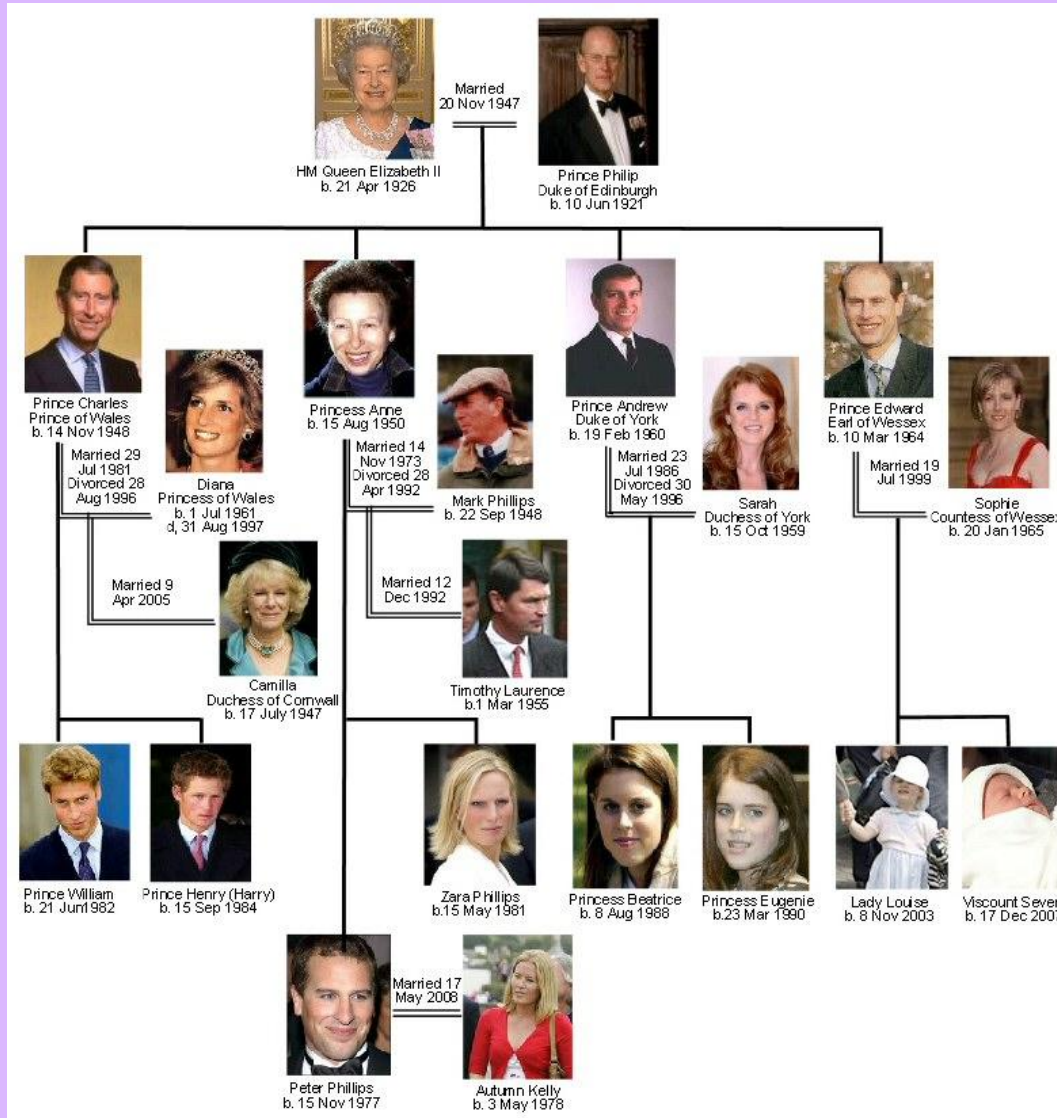 Married
20 Nov 1947
HM Queen Elizabeth II
b. 21 Apr 1926
Prince Philip
Duke of Edinburgh
b. 10 Jun 1921
Prince Charles
Prince of Wales
b. 14 Nov 1948
Princess Anne
b. 15 Aug 1950
Prince Andrew
Duke of York
b. 19 Feb 1960
Prince Edward
Earl of Wessex
b. 10 Mar 1964
Married 29
Jul 1981
Divorced 28
Aug 1996
Diana
Princess of Wales
b. 1 Jul 1961
d, 31 Aug 1997
Married 14
Nov 1973
Divorced 28
Apr 1992
Mark Phillips
b. 22 Sep 1948
Married 23
Jul 1986
Divorced 30
May 1996
Sarah
Duchess of York
b. 15 Oct 1959
Married 19
Jul 1999
Sophie
Countess of Wessex
b. 20 Jan 1965
Married 9
Apr 2005
Camilla
Duchess of Cornwall
b. 17 July 1947
Married 12
Dec 1992
Timothy Laurence
b.1 Mar 1955
Prince William
b. 21 Jun1982
Prince Henry (Harry)
b. 15 Sep 1984
Zara Phillips
b.15 May 1981
Princess Beatrice
b. 8 Aug 1988
Princess Eugenie
b.23 Mar 1990
Lady Louise
b. 8 Nov 2003
Viscount Sever
b. 17 Dec 2007
Peter Phillips
b. 15 Nov 1977
Married 17
May 2008
Autumn Kelly
b. 3 May 1978